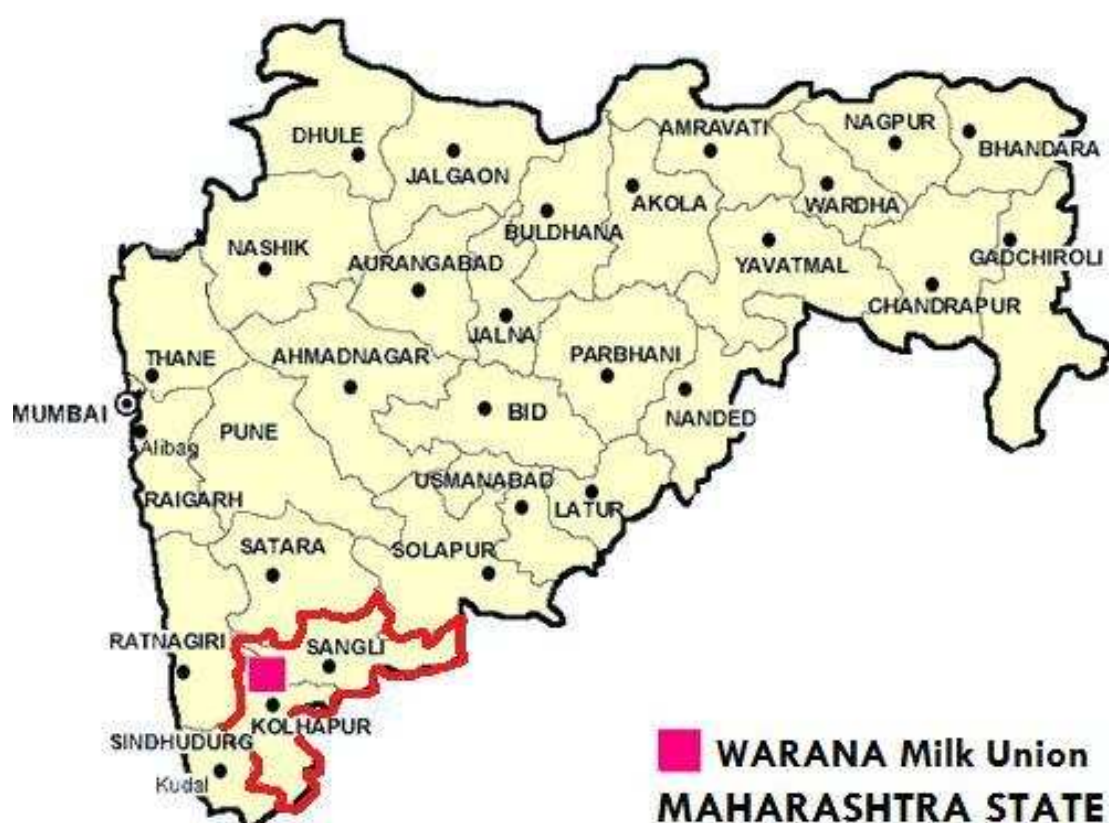 DHULE
JALGAON
AMRAVATI
NAGPUR
BHANDARA
AKOLA
WARDHA
BULDHANA
NASHIK
AURANGABAD
YAVATMAL
GADCHIROLI
CHANDRAPUR
JALNA
THANE
AHMADNAGAR
PARBHANI
MUMBAI
BID
NANDED
PUNE
Alibag
USMANABAD
RAIGARH
LATUR
SATARA
SOLAPUR
RATNAGIRI
SANGLI
KOLHAPUR
SINDHUDURG
Kudal
WARANA Milk Union
MAHARASHTRA STATE